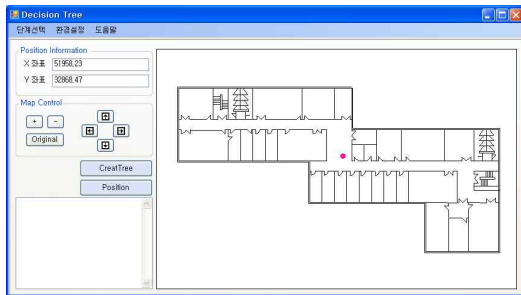 Decision Tree
단계선택 환경설정 도움말
Position Information
X 좌표 51958,23
Y 좌표 32868,47
Map Control
+ -
Original
CreatTree
Position